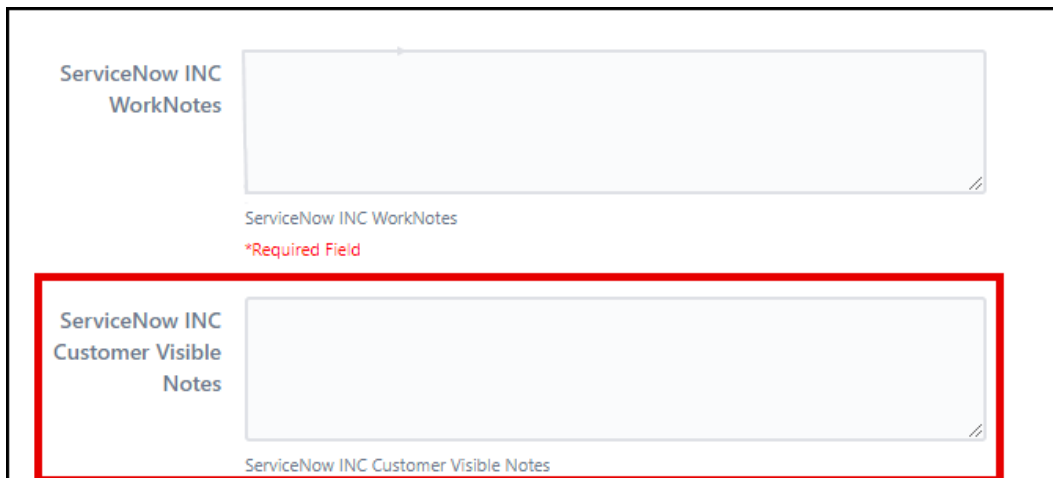 ServiceNow INC
WorkNotes
ServiceNow INC WorkNotes
*Required Field
ServiceNow INC
Customer Visible
Notes
ServiceNow INC Customer Visible Notes